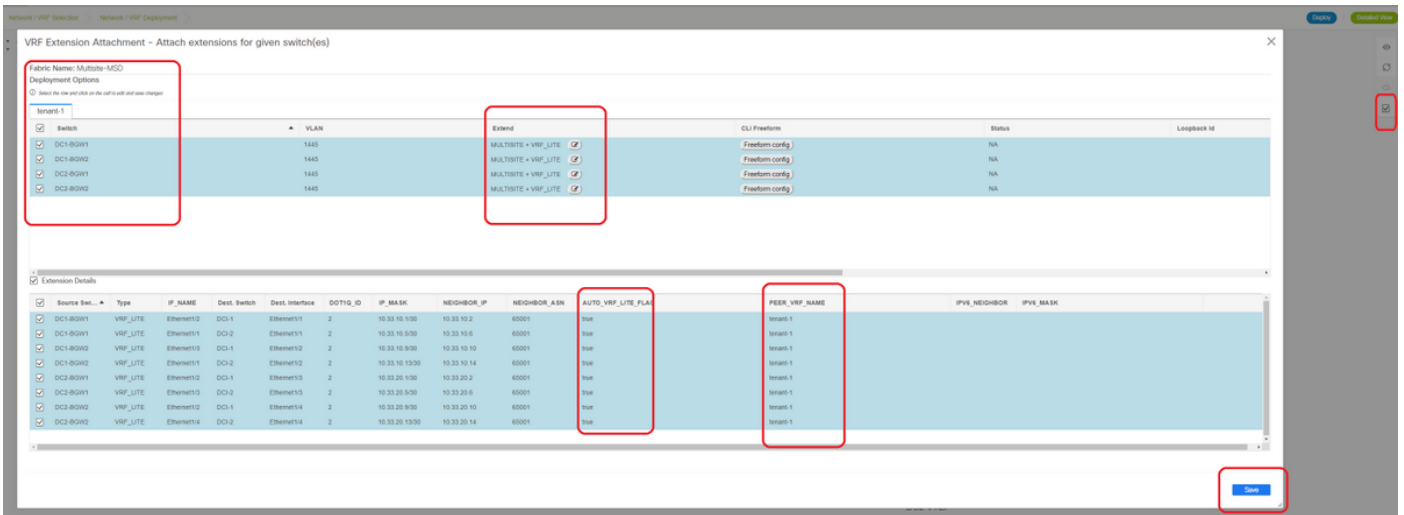 Network / VRF Selection Network / VRF Deployment Deploy Detailed View
VRF Extension Attachment - Attach extensions for given switch(es)
Fabric Name: Multisite-MSD
Deployment Options
Select the row and click on the cell to edit and save changes
tenant-1
Switch VLAN Extend CLI Freeform Status Loopback Id
DC1-BGW1 1445 MULTISITE + VRF_LITE Freeform config NA
DC1-BGW2 1445 MULTISITE + VRF_LITE Freeform config NA
DC2-BGW1 1445 MULTISITE + VRF_LITE Freeform config NA
DC2-BGW2 1445 MULTISITE + VRF_LITE Freeform config NA
Extension Details
Source Swi... Type IF_NAME Dest. Switch Dest. Interface DOT1Q_ID IP_MASK NEIGHBOR_IP NEIGHBOR_ASN AUTO_VRF_LITE_FLAG PEER_VRF_NAME IPV6_NEIGHBOR IPV6_MASK
DC1-BGW1 VRF_LITE Ethernet1/2 DCI-1 Ethernet1/1 2 10.33.10.1/30 10.33.10.2 65001 true tenant-1
DC1-BGW1 VRF_LITE Ethernet1/1 DCI-2 Ethernet1/1 2 10.33.10.5/30 10.33.10.6 65001 true tenant-1
DC1-BGW2 VRF_LITE Ethernet1/3 DCI-1 Ethernet1/2 2 10.33.10.9/30 10.33.10.10 65001 true tenant-1
DC1-BGW2 VRF_LITE Ethernet1/1 DCI-2 Ethernet1/2 2 10.33.10.13/30 10.33.10.14 65001 true tenant-1
DC2-BGW1 VRF_LITE Ethernet1/2 DCI-1 Ethernet1/3 2 10.33.20.1/30 10.33.20.2 65001 true tenant-1
DC2-BGW1 VRF_LITE Ethernet1/3 DCI-2 Ethernet1/3 2 10.33.20.5/30 10.33.20.6 65001 true tenant-1
DC2-BGW2 VRF_LITE Ethernet1/2 DCI-1 Ethernet1/4 2 10.33.20.9/30 10.33.20.10 65001 true tenant-1
DC2-BGW2 VRF_LITE Ethernet1/4 DCI-2 Ethernet1/4 2 10.33.20.13/30 10.33.20.14 65001 true tenant-1
Save